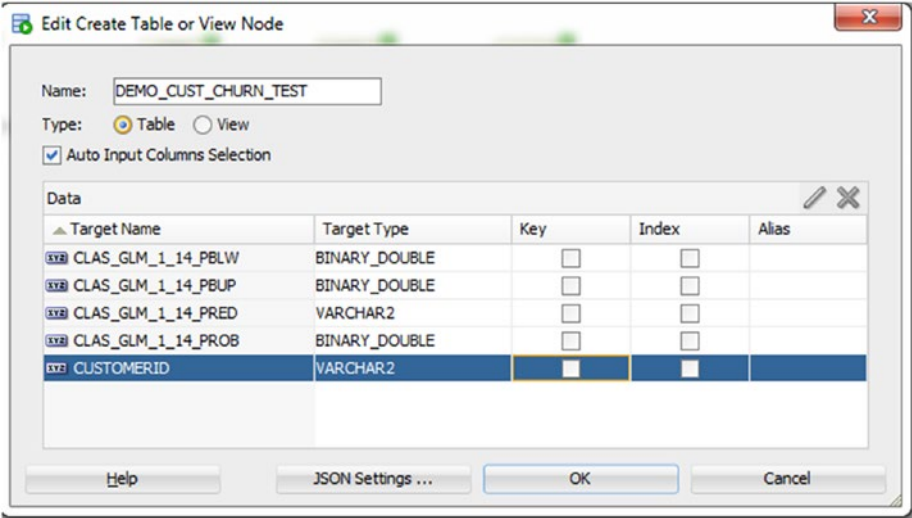 Edit Create Table or View Node
Name: DEMO_CUST_CHURN_TEST
Type: Table View
Auto Input Columns Selection
Data
Target Name Target Type Key Index Alias
CLAS_GLM_1_14_PBLW BINARY_DOUBLE
CLAS_GLM_1_14_PBUP BINARY_DOUBLE
CLAS_GLM_1_14_PRED VARCHAR2
CLAS_GLM_1_14_PROB BINARY_DOUBLE
CUSTOMERID VARCHAR2
Help JSON Settings ... OK Cancel